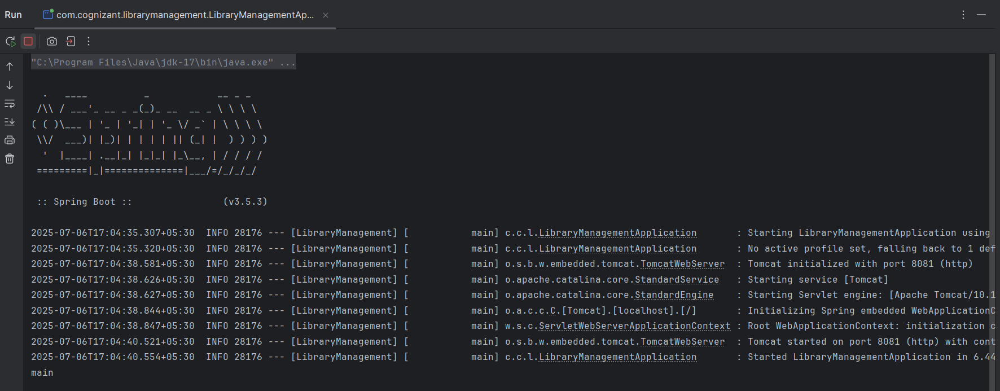 Run com.cognizant.librarymanagement.LibraryManagementAp...
"C:\Program Files\Java\jdk-17\bin\java.exe" ...
  .   ____          _            __ _ _
 /\\ / ___'_ __ _ _(_)_ __  __ _ \ \ \ \
( ( )\___ | '_ | '_| | '_ \/ _` | \ \ \ \
 \\/  ___)| |_)| | | | | || (_| |  ) ) ) )
  '  |____| .__|_| |_|_| |_\__, | / / / /
 =========|_|==============|___/=/_/_/_/
 :: Spring Boot ::                (v3.5.3)
2025-07-06T17:04:35.307+05:30  INFO 28176 --- [LibraryManagement] [           main] c.c.l.LibraryManagementApplication       : Starting LibraryManagementApplication using
2025-07-06T17:04:35.320+05:30  INFO 28176 --- [LibraryManagement] [           main] c.c.l.LibraryManagementApplication       : No active profile set, falling back to 1 def
2025-07-06T17:04:38.581+05:30  INFO 28176 --- [LibraryManagement] [           main] o.s.b.w.embedded.tomcat.TomcatWebServer  : Tomcat initialized with port 8081 (http)
2025-07-06T17:04:38.626+05:30  INFO 28176 --- [LibraryManagement] [           main] o.apache.catalina.core.StandardService   : Starting service [Tomcat]
2025-07-06T17:04:38.627+05:30  INFO 28176 --- [LibraryManagement] [           main] o.apache.catalina.core.StandardEngine    : Starting Servlet engine: [Apache Tomcat/10.1
2025-07-06T17:04:38.844+05:30  INFO 28176 --- [LibraryManagement] [           main] o.a.c.c.C.[Tomcat].[localhost].[/]       : Initializing Spring embedded WebApplicationC
2025-07-06T17:04:38.847+05:30  INFO 28176 --- [LibraryManagement] [           main] w.s.c.ServletWebServerApplicationContext : Root WebApplicationContext: initialization c
2025-07-06T17:04:40.521+05:30  INFO 28176 --- [LibraryManagement] [           main] o.s.b.w.embedded.tomcat.TomcatWebServer  : Tomcat started on port 8081 (http) with cont
2025-07-06T17:04:40.554+05:30  INFO 28176 --- [LibraryManagement] [           main] c.c.l.LibraryManagementApplication       : Started LibraryManagementApplication in 6.44
main